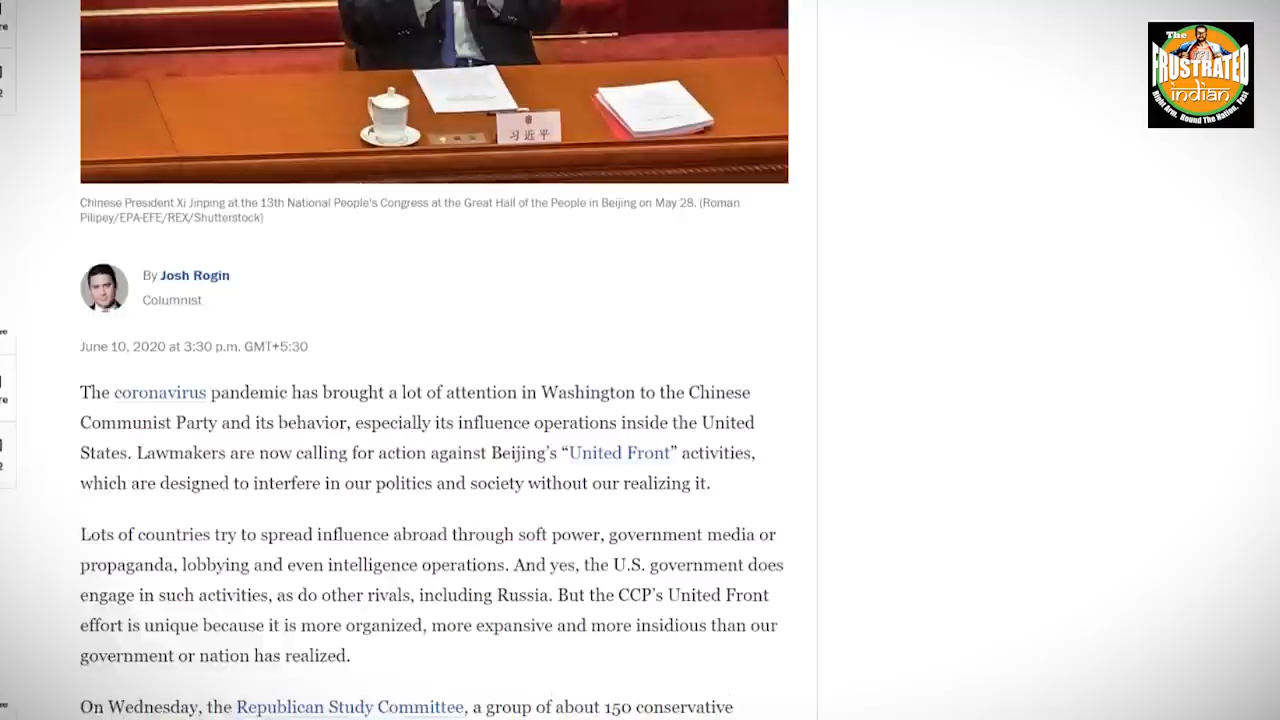 The
FRUSTRATED
indian
Right Arm. Round The Nation. Fast
习近平
Chinese President Xi Jinping at the 13th National People's Congress at the Great Hall of the People in Beijing on May 28. (Roman
Pilipey/EPA-EFE/REX/Shutterstock)
By Josh Rogin
Columnist
June 10, 2020 at 3:30 p.m. GMT+5:30
The coronavirus pandemic has brought a lot of attention in Washington to the Chinese
Communist Party and its behavior, especially its influence operations inside the United
States. Lawmakers are now calling for action against Beijing's “United Front” activities,
which are designed to interfere in our politics and society without our realizing it.
Lots of countries try to spread influence abroad through soft power, government media or
propaganda, lobbying and even intelligence operations. And yes, the U.S. government does
engage in such activities, as do other rivals, including Russia. But the CCP's United Front
effort is unique because it is more organized, more expansive and more insidious than our
government or nation has realized.
On Wednesday, the Republican Study Committee, a group of about 150 conservative